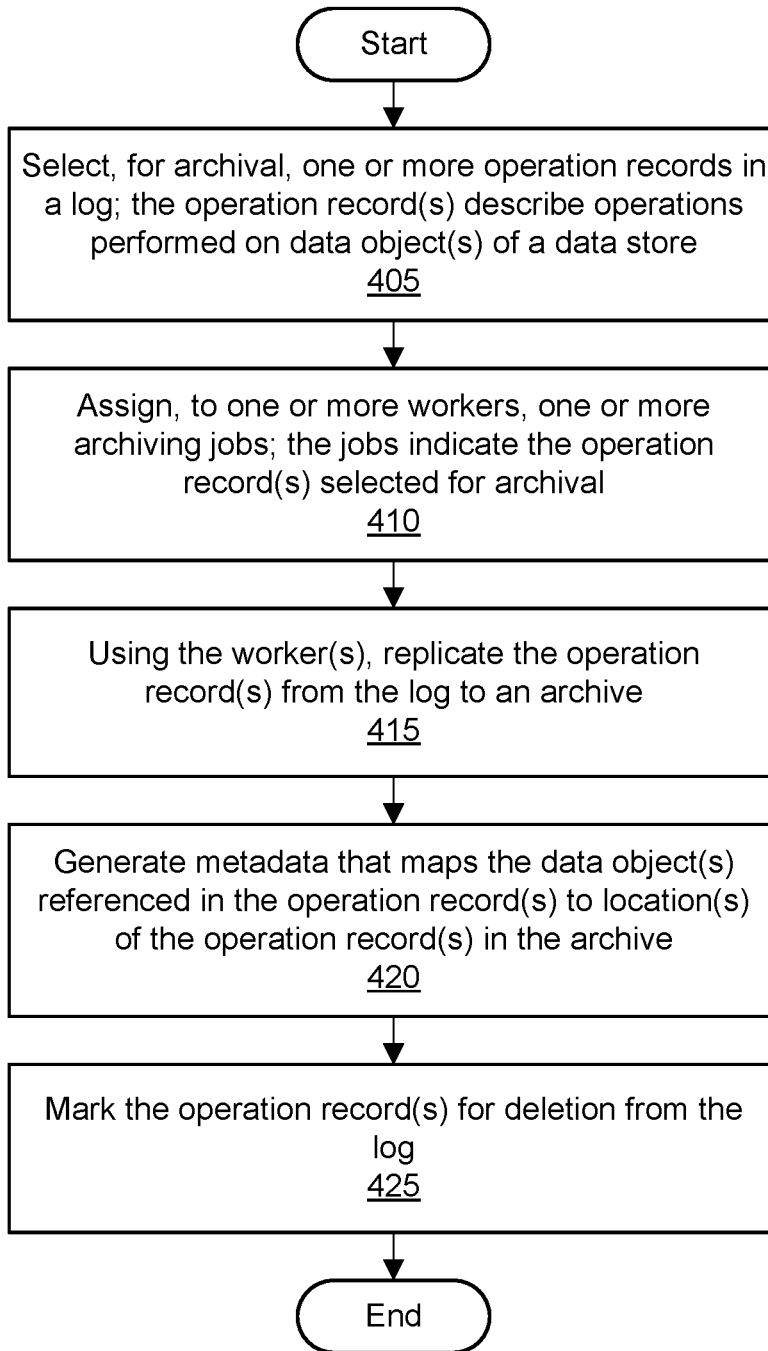 Start
Select, for archival, one or more operation records in
a log; the operation record(s) describe operations
performed on data object(s) of a data store
405
Assign, to one or more workers, one or more
archiving jobs; the jobs indicate the operation
record(s) selected for archival
410
Using the worker(s), replicate the operation
record(s) from the log to an archive
415
Generate metadata that maps the data object(s)
referenced in the operation record(s) to location(s)
of the operation record(s) in the archive
420
Mark the operation record(s) for deletion from the
log
425
End